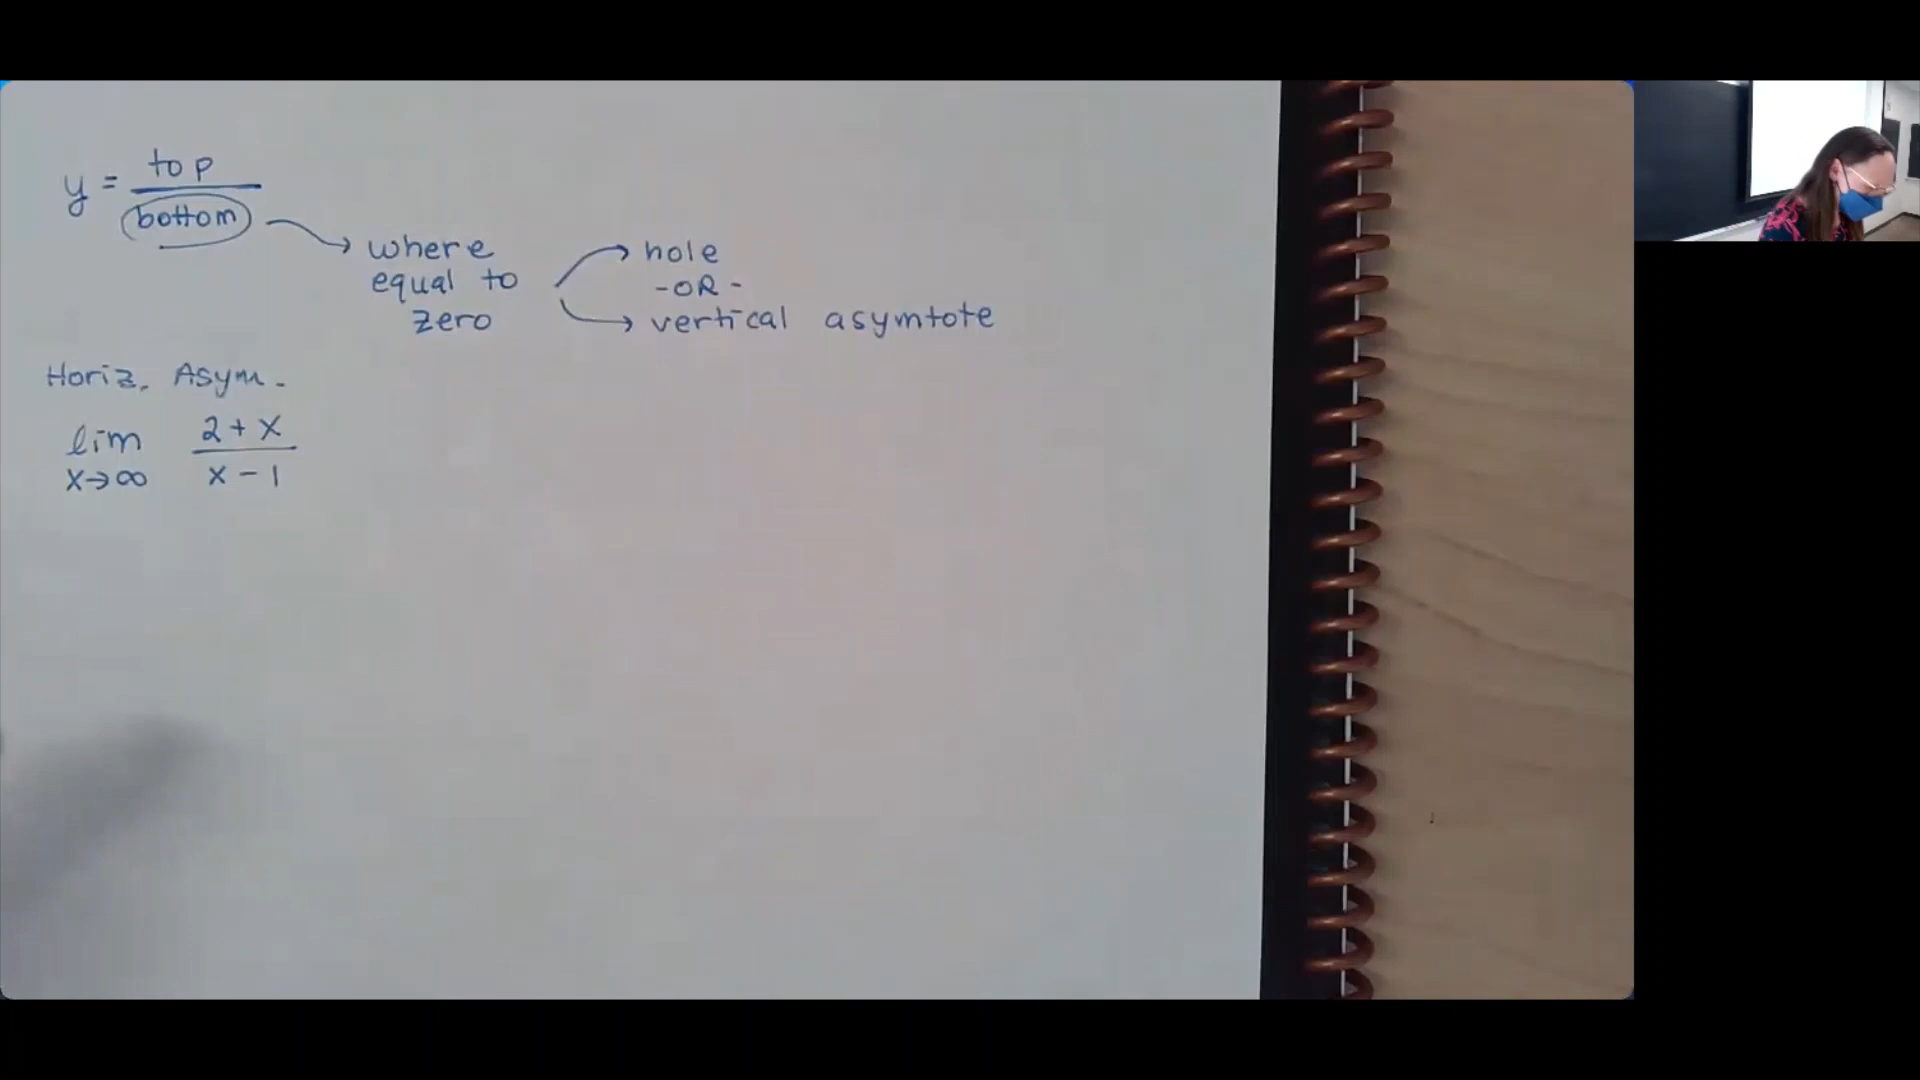 y = top / bottom
where equal to zero
hole
-OR-
vertical asymtote
Horiz. Asym.
lim x→∞ 2+x / x-1